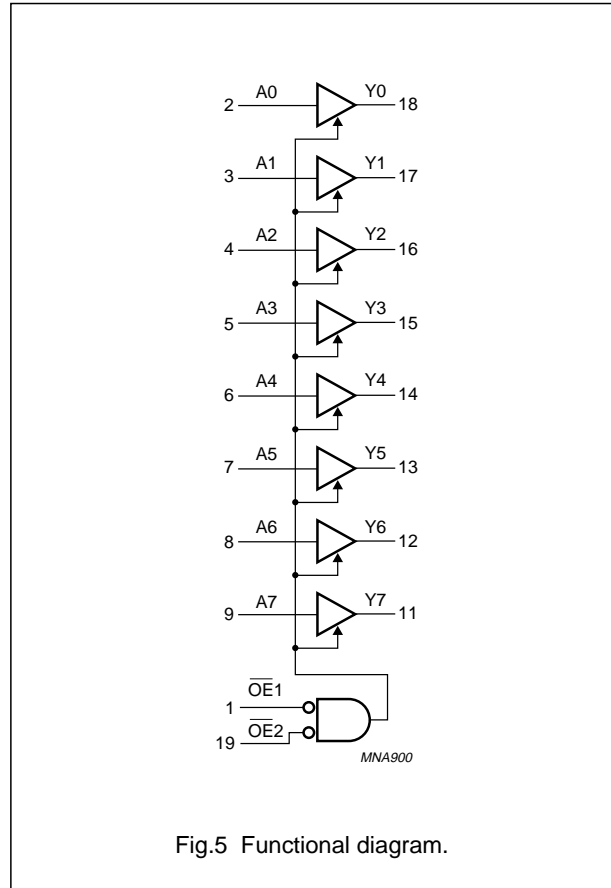 2 A0 Y0 18
3 A1 Y1 17
4 A2 Y2 16
5 A3 Y3 15
6 A4 Y4 14
7 A5 Y5 13
8 A6 Y6 12
9 A7 Y7 11
1 O̅E̅1
19 O̅E̅2
MNA900
Fig.5 Functional diagram.